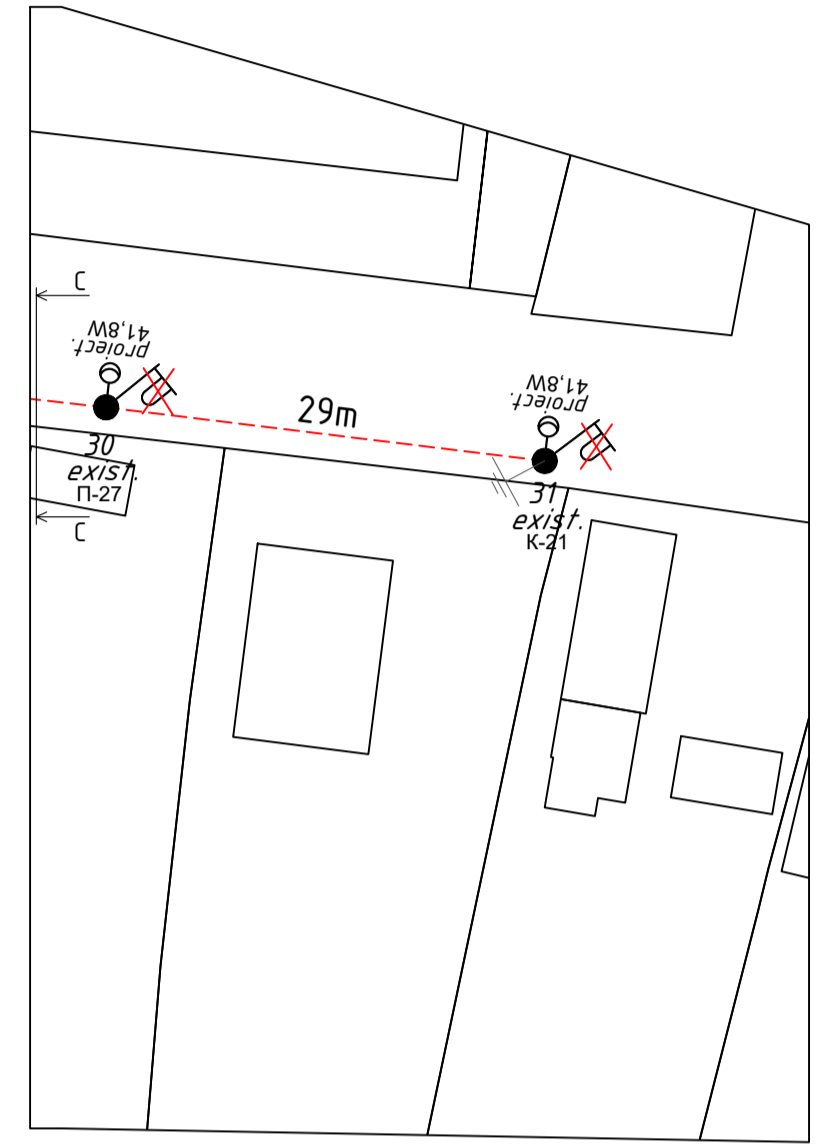 C
proiect.
41,8W
29m
30
exist.
П-27
C
proiect.
41,8W
31
exist.
К-21